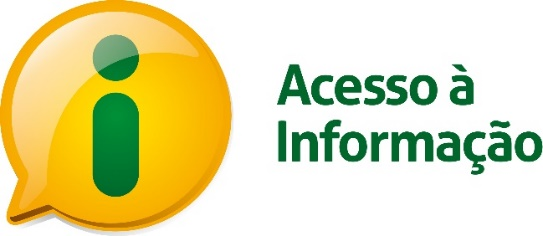 Acesso à
Informação